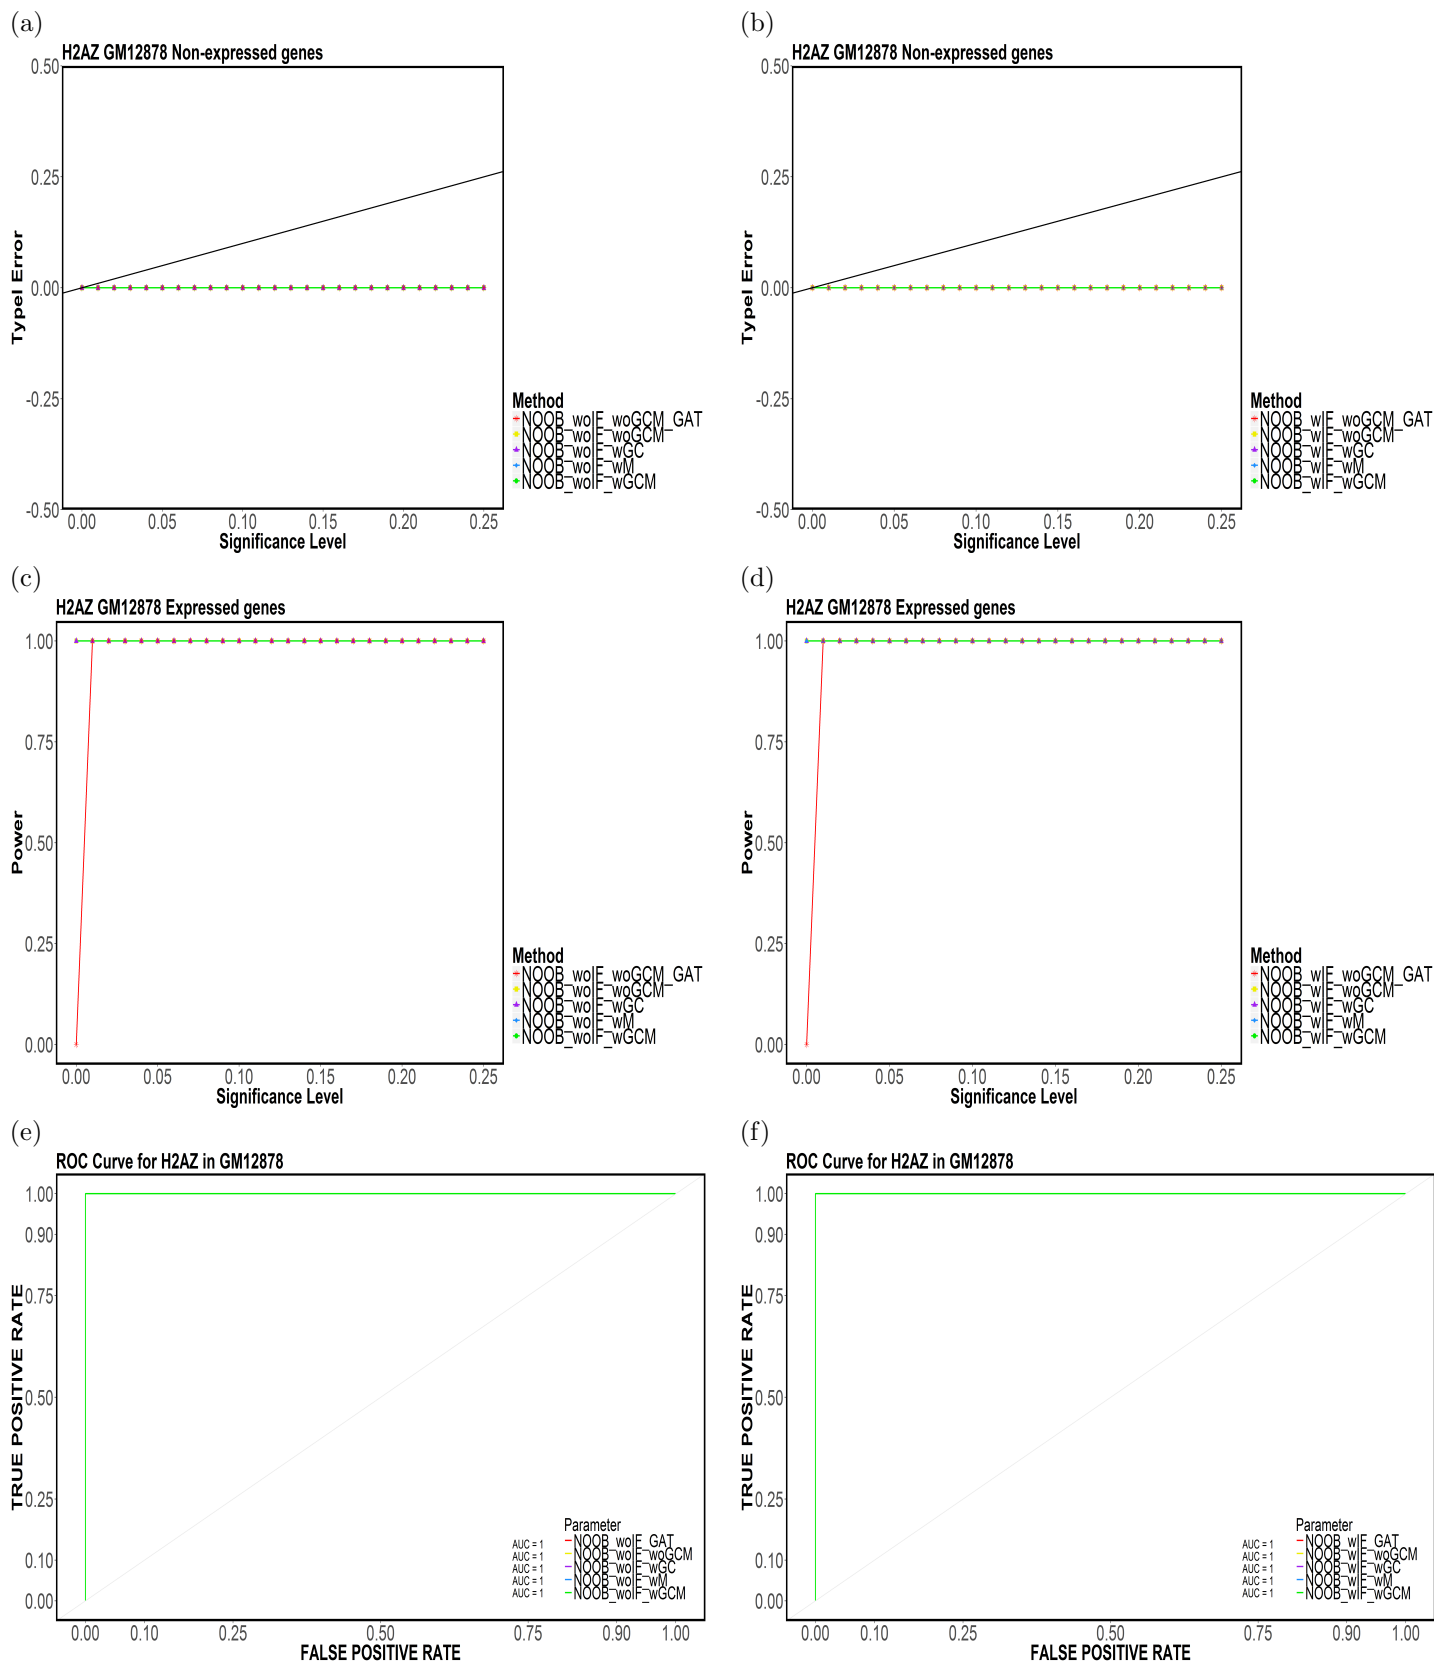 (a)
H2AZ GM12878 Non-expressed genes
0.50
0.25
0.00
-0.25
-0.50
TypeI Error
0.00 0.05 0.10 0.15 0.20 0.25
Significance Level
Method
NOOB_woIF_woGCM_GAT
NOOB_woIF_woGCM
NOOB_woIF_wGC
NOOB_woIF_wM
NOOB_woIF_wGCM
(b)
H2AZ GM12878 Non-expressed genes
0.50
0.25
0.00
-0.25
-0.50
TypeI Error
0.00 0.05 0.10 0.15 0.20 0.25
Significance Level
Method
NOOB_wIF_woGCM_GAT
NOOB_wIF_woGCM
NOOB_wIF_wGC
NOOB_wIF_wM
NOOB_wIF_wGCM
(c)
H2AZ GM12878 Expressed genes
1.00
0.75
0.50
0.25
0.00
Power
0.00 0.05 0.10 0.15 0.20 0.25
Significance Level
Method
NOOB_woIF_woGCM_GAT
NOOB_woIF_woGCM
NOOB_woIF_wGC
NOOB_woIF_wM
NOOB_woIF_wGCM
(d)
H2AZ GM12878 Expressed genes
1.00
0.75
0.50
0.25
0.00
Power
0.00 0.05 0.10 0.15 0.20 0.25
Significance Level
Method
NOOB_wIF_woGCM_GAT
NOOB_wIF_woGCM
NOOB_wIF_wGC
NOOB_wIF_wM
NOOB_wIF_wGCM
(e)
ROC Curve for H2AZ in GM12878
1.00
0.90
0.75
0.50
0.25
0.10
0.00
TRUE POSITIVE RATE
0.00 0.10 0.25 0.50 0.75 0.90 1.00
FALSE POSITIVE RATE
Parameter
AUC = 1 NOOB_woIF_GAT
AUC = 1 NOOB_woIF_woGCM
AUC = 1 NOOB_woIF_wGC
AUC = 1 NOOB_woIF_wM
AUC = 1 NOOB_woIF_wGCM
(f)
ROC Curve for H2AZ in GM12878
1.00
0.90
0.75
0.50
0.25
0.10
0.00
TRUE POSITIVE RATE
0.00 0.10 0.25 0.50 0.75 0.90 1.00
FALSE POSITIVE RATE
Parameter
AUC = 1 NOOB_wIF_GAT
AUC = 1 NOOB_wIF_woGCM
AUC = 1 NOOB_wIF_wGC
AUC = 1 NOOB_wIF_wM
AUC = 1 NOOB_wIF_wGCM